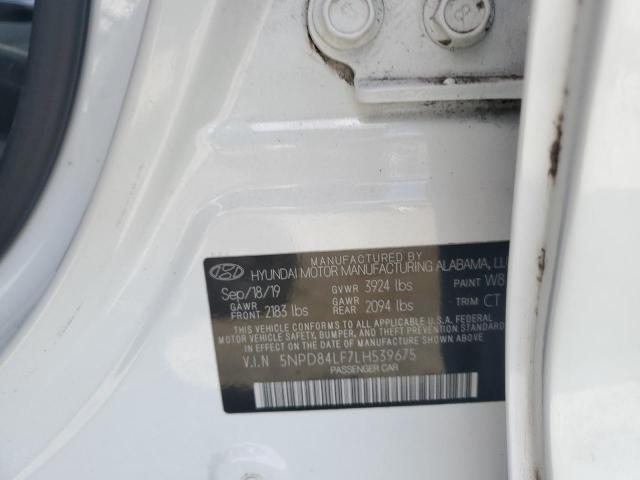 MANUFACTURED BY
HYUNDAI MOTOR MANUFACTURING ALABAMA, LL
Sep/18/19 GVWR 3924 lbs PAINT W8
GAWR FRONT 2183 lbs GAWR REAR 2094 lbs TRIM CT
THIS VEHICLE CONFORMS TO ALL APPLICABLE U.S.A. FEDERAL
MOTOR VEHICLE SAFETY, BUMPER, AND THEFT PREVENTION
STANDARDS IN EFFECT ON THE DATE OF MANUFACTURE SHOWN ABOVE.
V.I.N 5NPD84LF7LH539675
PASSENGER CAR